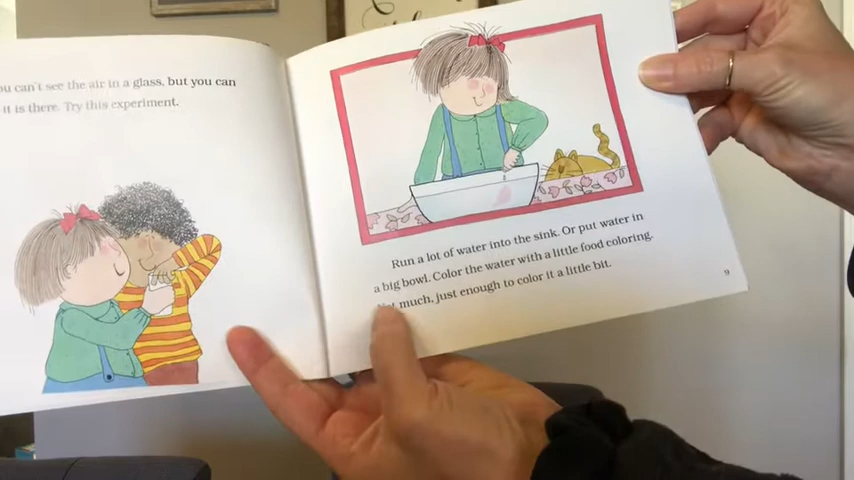 can't see the air in a glass, but you can
it is there. Try this experiment.
Run a lot of water into the sink. Or put water in
a big bowl. Color the water with a little food coloring.
Not much, just enough to color it a little bit.
9